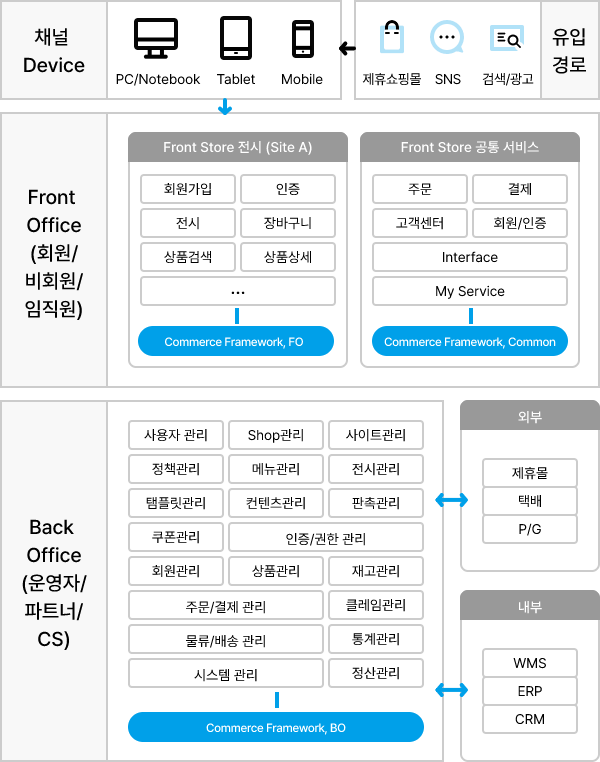 채널
Device
PC/Notebook
Tablet
Mobile
제휴쇼핑몰
SNS
검색/광고
유입
경로
Front
Office
(회원/
비회원/
임직원)
Front Store 전시 (Site A)
회원가입
인증
전시
장바구니
상품검색
상품상세
...
Commerce Framework, FO
Front Store 공통 서비스
주문
결제
고객센터
회원/인증
Interface
My Service
Commerce Framework, Common
Back
Office
(운영자/
파트너/
CS)
사용자 관리
Shop관리
사이트관리
정책관리
메뉴관리
전시관리
탬플릿관리
컨텐츠관리
판촉관리
쿠폰관리
인증/권한 관리
회원관리
상품관리
재고관리
주문/결제 관리
클레임관리
물류/배송 관리
통계관리
시스템 관리
정산관리
Commerce Framework, BO
외부
제휴몰
택배
P/G
내부
WMS
ERP
CRM